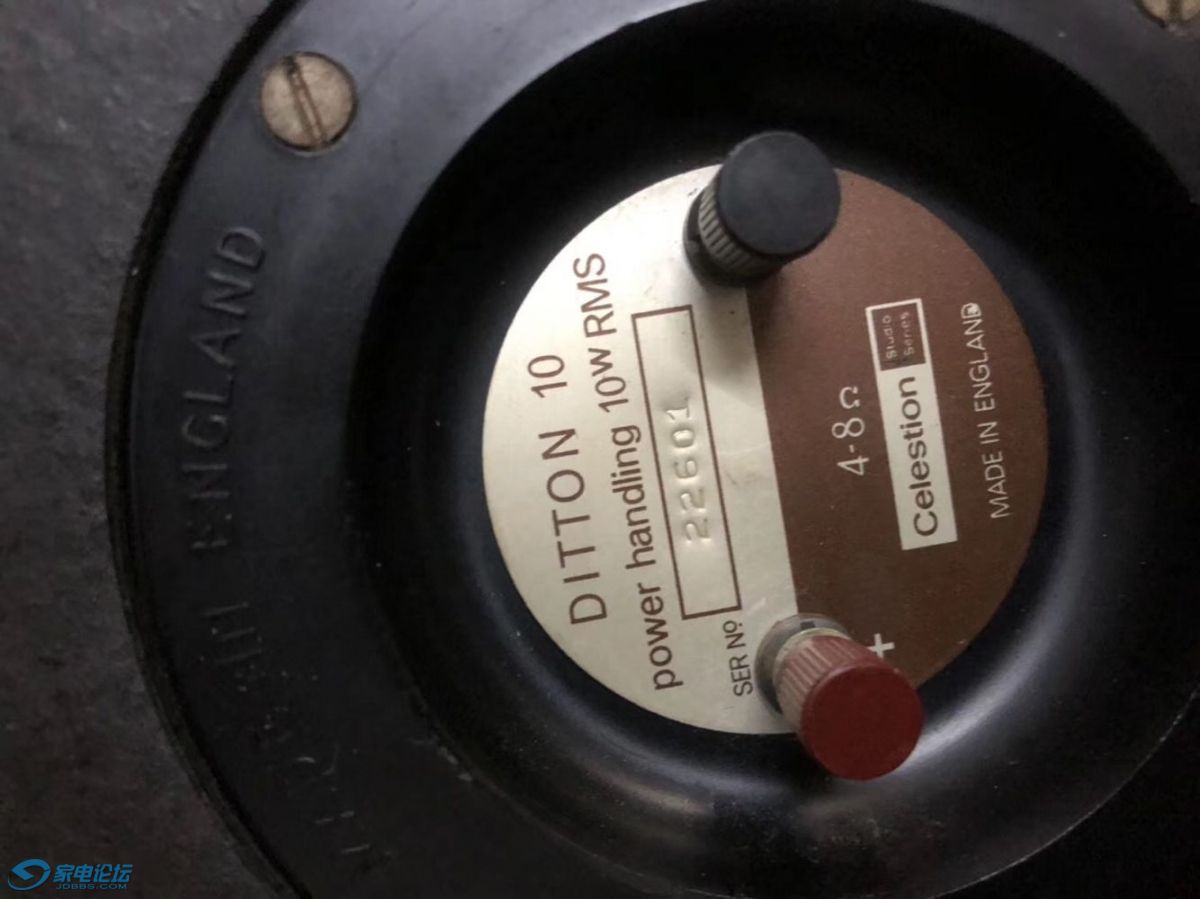 DITTON 10
power handling 10W RMS
SER Nº 22601
4-8Ω
Celestion Studio Series
MADE IN ENGLAND
+
ENGLAND
家电论坛
JDBBS.COM